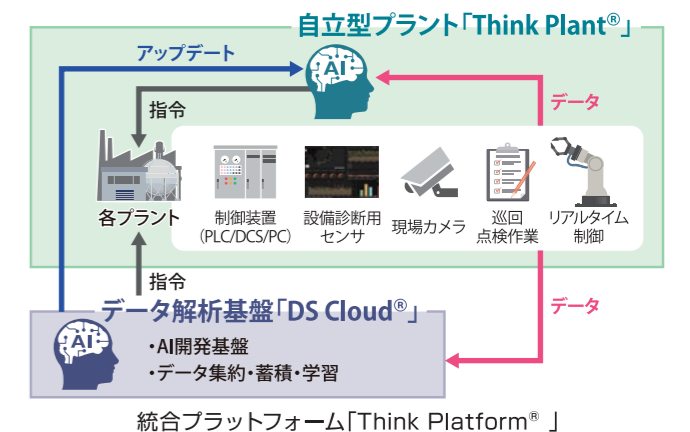 自立型プラント「Think Plant®」
アップデート
AI
指令
データ
各プラント
制御装置
(PLC/DCS/PC)
設備診断用
センサ
現場カメラ
巡回
点検作業
リアルタイム
制御
指令
データ
データ解析基盤「DS Cloud®」
AI
・AI開発基盤
・データ集約・蓄積・学習
統合プラットフォーム「Think Platform® 」